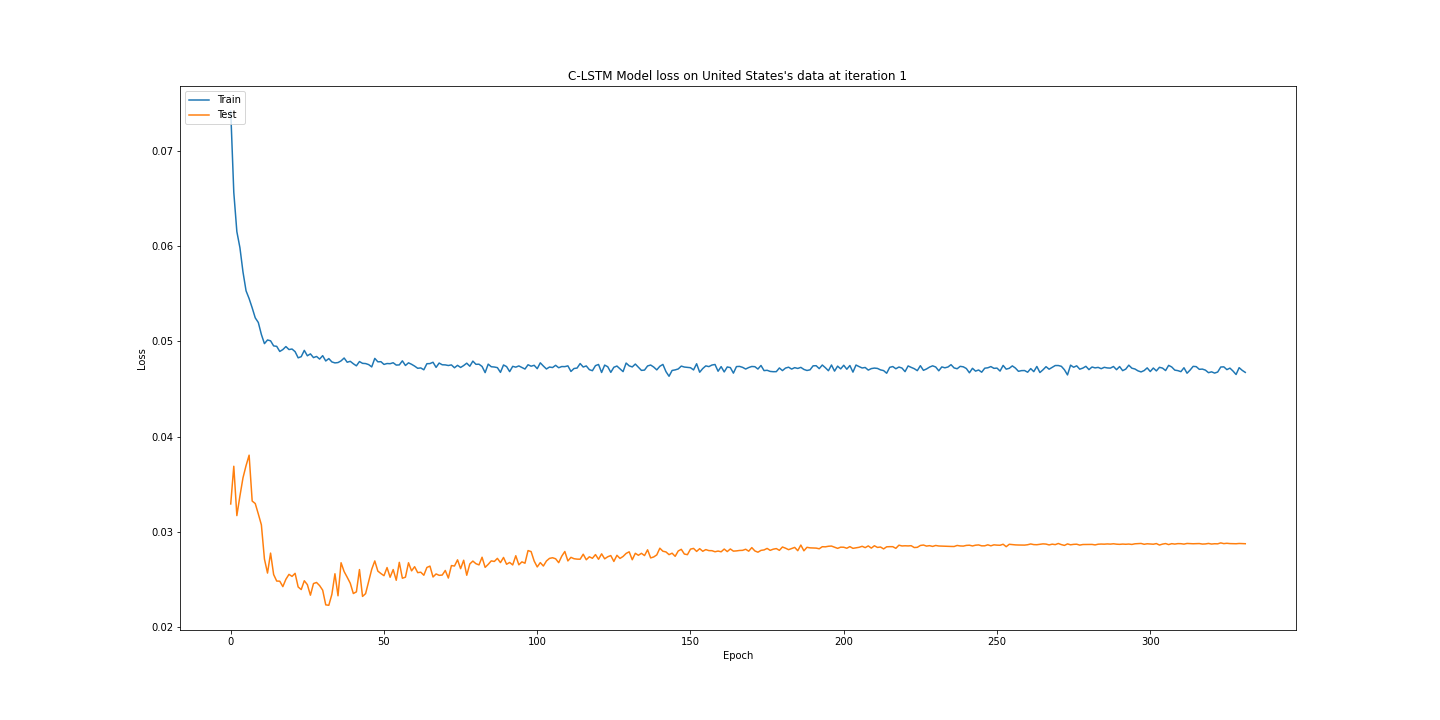 C-LSTM Model loss on United States's data at iteration 1
Train
Test
0.07
0.06
0.05
0.04
0.03
0.02
Loss
0 50 100 150 200 250 300
Epoch